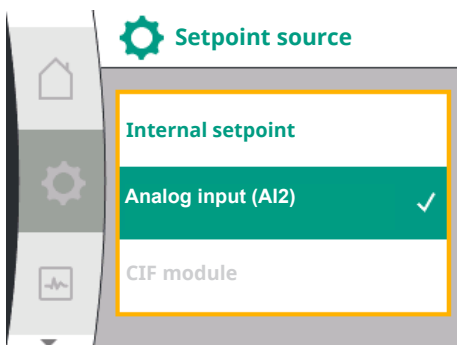 Setpoint source
Internal setpoint
Analog input (AI2)
CIF module